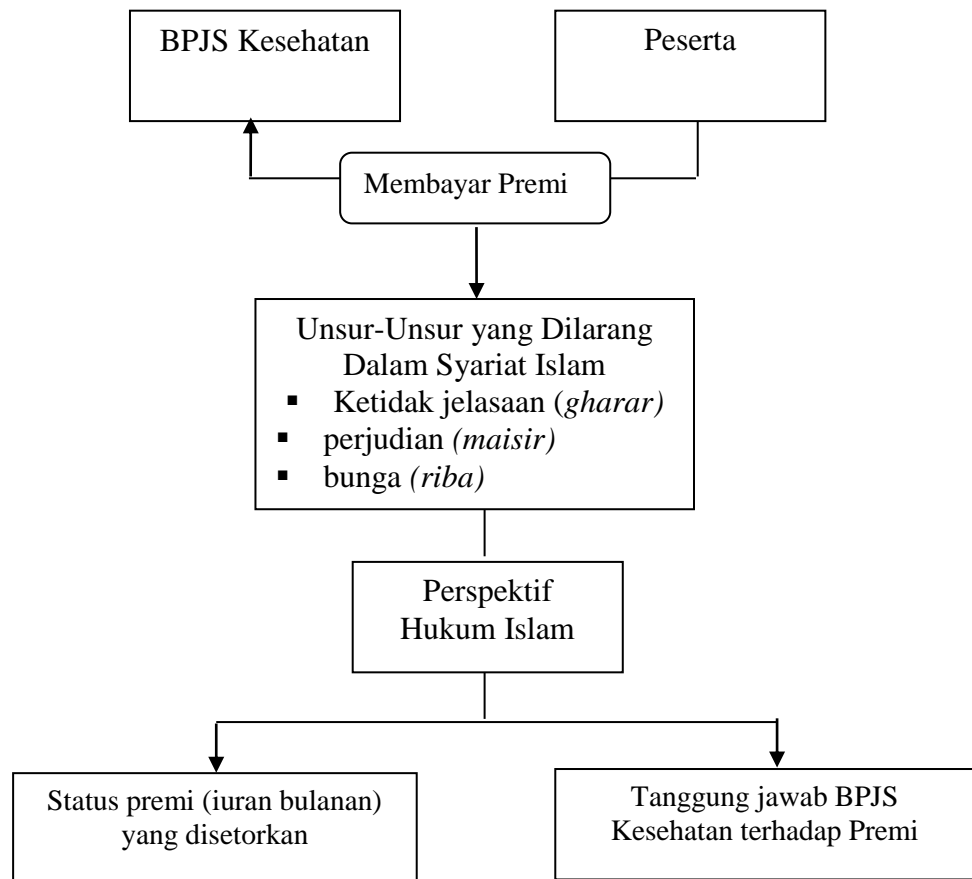 BPJS Kesehatan
Peserta
Membayar Premi
Unsur-Unsur yang Dilarang
Dalam Syariat Islam
▪ Ketidak jelasaan (gharar)
▪ perjudian (maisir)
▪ bunga (riba)
Perspektif
Hukum Islam
Status premi (iuran bulanan)
yang disetorkan
Tanggung jawab BPJS
Kesehatan terhadap Premi